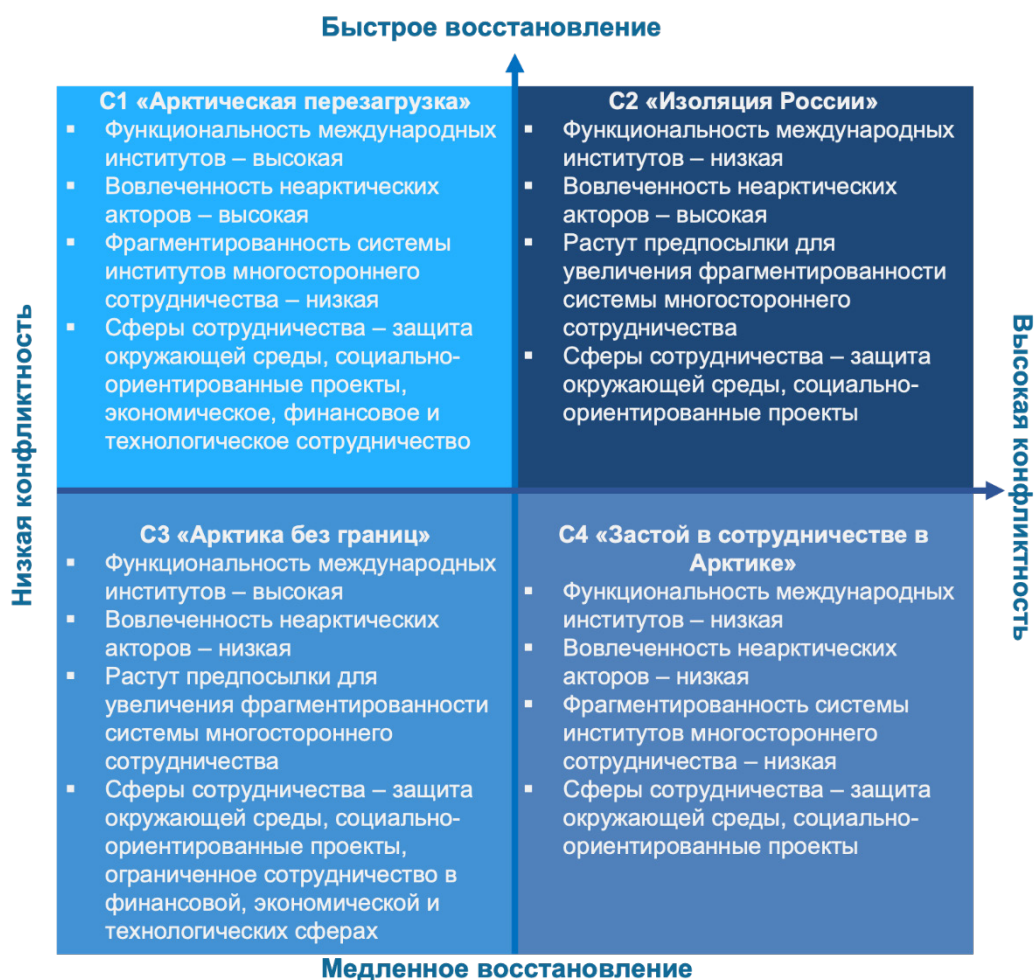 Быстрое восстановление
С1 «Арктическая перезагрузка»
▪ Функциональность международных
институтов – высокая
▪ Вовлеченность неарктических
акторов – высокая
▪ Фрагментированность системы
институтов многостороннего
сотрудничества – низкая
▪ Сферы сотрудничества – защита
окружающей среды, социально-
ориентированные проекты,
экономическое, финансовое и
технологическое сотрудничество
С2 «Изоляция России»
▪ Функциональность международных
институтов – низкая
▪ Вовлеченность неарктических
акторов – высокая
▪ Растут предпосылки для
увеличения фрагментированности
системы многостороннего
сотрудничества
▪ Сферы сотрудничества – защита
окружающей среды, социально-
ориентированные проекты
Низкая конфликтность
Высокая конфликтность
С3 «Арктика без границ»
▪ Функциональность международных
институтов – высокая
▪ Вовлеченность неарктических
акторов – низкая
▪ Растут предпосылки для
увеличения фрагментированности
системы многостороннего
сотрудничества
▪ Сферы сотрудничества – защита
окружающей среды, социально-
ориентированные проекты,
ограниченное сотрудничество в
финансовой, экономической и
технологических сферах
С4 «Застой в сотрудничестве в
Арктике»
▪ Функциональность международных
институтов – низкая
▪ Вовлеченность неарктических
акторов – низкая
▪ Фрагментированность системы
институтов многостороннего
сотрудничества – низкая
▪ Сферы сотрудничества – защита
окружающей среды, социально-
ориентированные проекты
Медленное восстановление